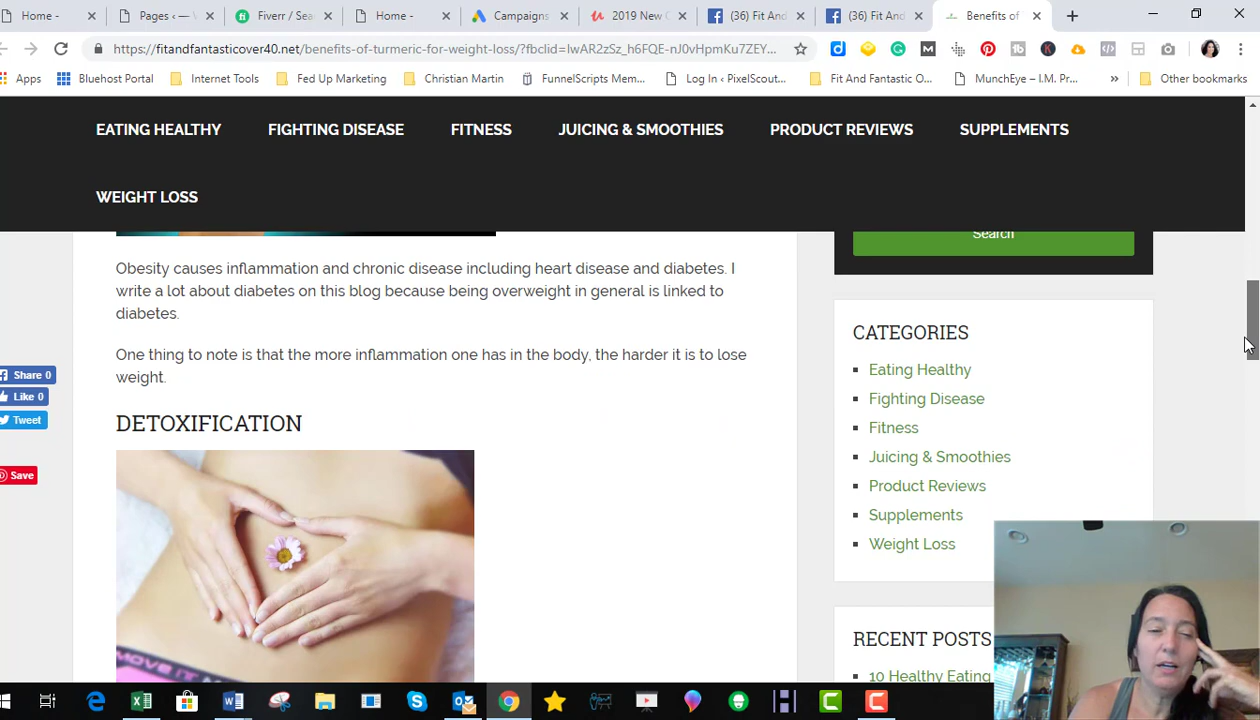 Home -
Pages ‹ —
Fiverr / Sea
Home -
Campaigns
2019 New
(36) Fit And
(36) Fit And
Benefits of
https://fitandfantasticover40.net/benefits-of-turmeric-for-weight-loss/?fbclid=IwAR2zSz_h6FQE-nJ0vHpmKu7ZEY...
Apps
Bluehost Portal
Internet Tools
Fed Up Marketing
Christian Martin
FunnelScripts Mem...
Log In ‹ PixelScout...
Fit And Fantastic O...
MunchEye – I.M. Pr...
»
Other bookmarks
EATING HEALTHY
FIGHTING DISEASE
FITNESS
JUICING & SMOOTHIES
PRODUCT REVIEWS
SUPPLEMENTS
WEIGHT LOSS
Search
Obesity causes inflammation and chronic disease including heart disease and diabetes. I
write a lot about diabetes on this blog because being overweight in general is linked to
diabetes.
One thing to note is that the more inflammation one has in the body, the harder it is to lose
weight.
DETOXIFICATION
MOVE IT
Share 0
Like 0
Tweet
Save
CATEGORIES
Eating Healthy
Fighting Disease
Fitness
Juicing & Smoothies
Product Reviews
Supplements
Weight Loss
RECENT POSTS
10 Healthy Eating